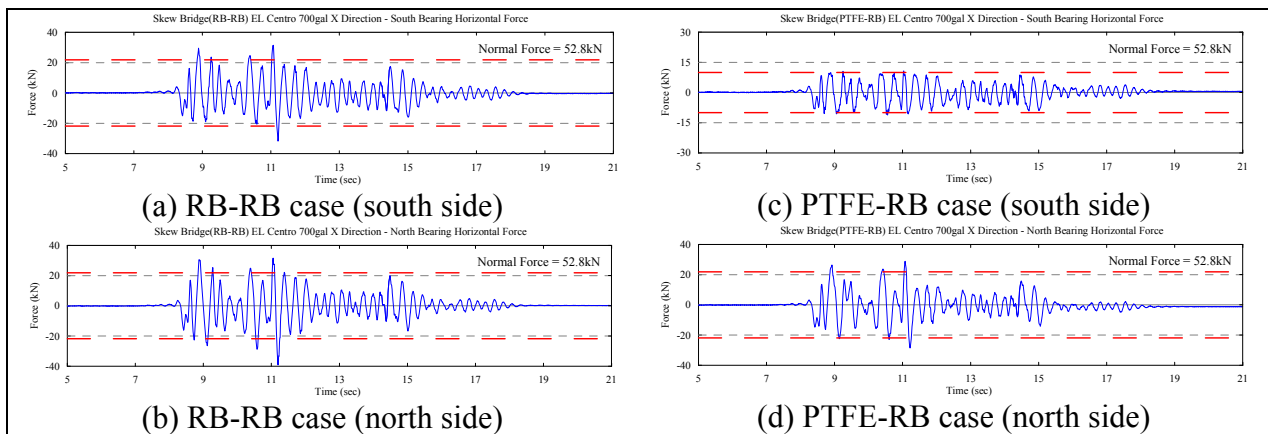 Skew Bridge(RB-RB) EL Centro 700gal X Direction - South Bearing Horizontal Force
40
20
0
-20
-40
Force (kN)
Normal Force = 52.8kN
5 7 9 11 13 15 17 19 21
Time (sec)
(a) RB-RB case (south side)
Skew Bridge(RB-RB) EL Centro 700gal X Direction - North Bearing Horizontal Force
40
20
0
-20
-40
Force (kN)
Normal Force = 52.8kN
5 7 9 11 13 15 17 19 21
Time (sec)
(b) RB-RB case (north side)
Skew Bridge(PTFE-RB) EL Centro 700gal X Direction - South Bearing Horizontal Force
30
15
0
-15
-30
Force (kN)
Normal Force = 52.8kN
5 7 9 11 13 15 17 19 21
Time (sec)
(c) PTFE-RB case (south side)
Skew Bridge(PTFE-RB) EL Centro 700gal X Direction - North Bearing Horizontal Force
40
20
0
-20
-40
Force (kN)
Normal Force = 52.8kN
5 7 9 11 13 15 17 19 21
Time (sec)
(d) PTFE-RB case (north side)